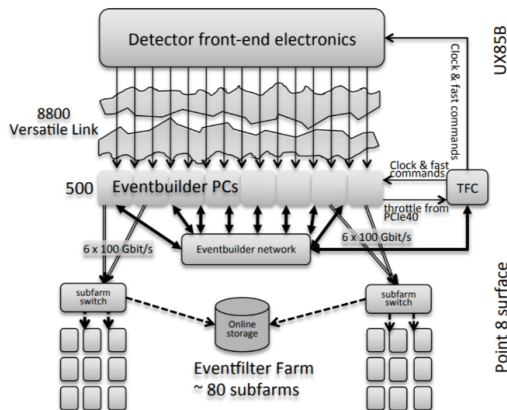 Detector front-end electronics
UX85B
Clock & fast commands
8800
Versatile Link
Clock & fast
commands
500
Eventbuilder PCs
TFC
throttle from
PCIe40
6 x 100 Gbit/s
Eventbuilder network
6 x 100 Gbit/s
subfarm
switch
Online
storage
subfarm
switch
Point 8 surface
Eventfilter Farm
~ 80 subfarms